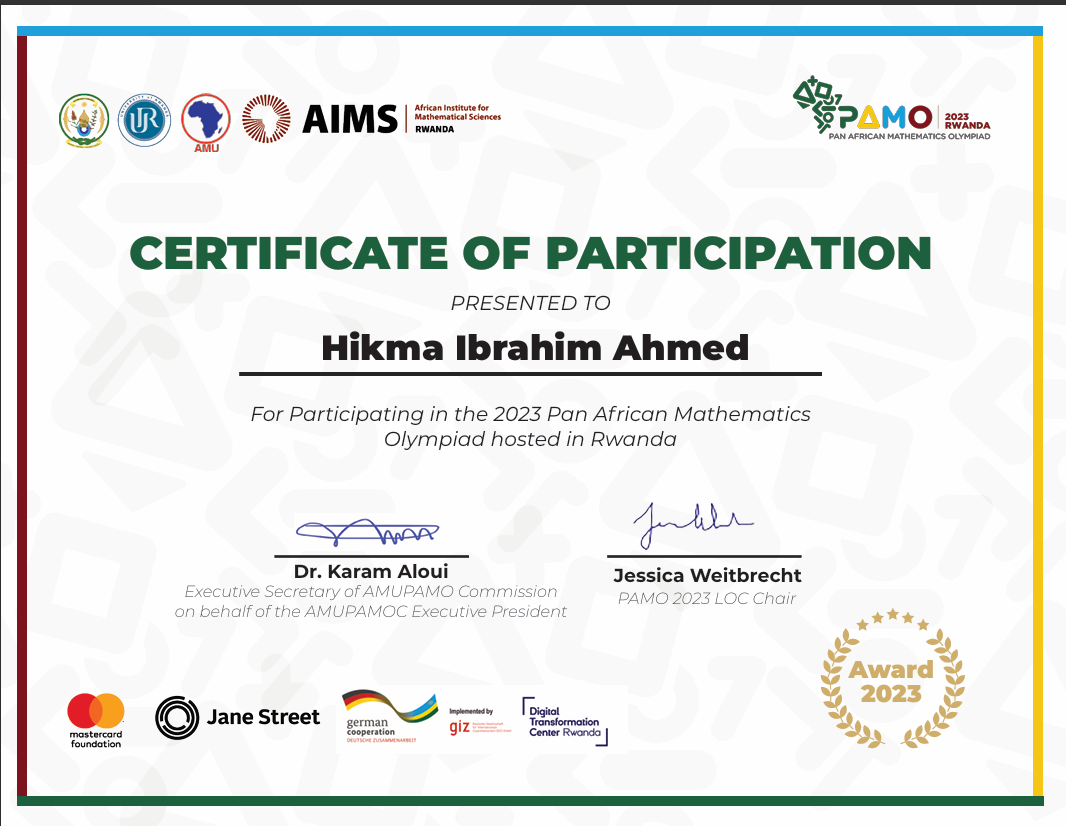 UR
AMU
AIMS
African Institute for
Mathematical Sciences
RWANDA
PAMO
2023
RWANDA
PAN AFRICAN MATHEMATICS OLYMPIAD
CERTIFICATE OF PARTICIPATION
PRESENTED TO
Hikma Ibrahim Ahmed
For Participating in the 2023 Pan African Mathematics
Olympiad hosted in Rwanda
Dr. Karam Aloui
Executive Secretary of AMUPAMO Commission
on behalf of the AMUPAMOC Executive President
Jessica Weitbrecht
PAMO 2023 LOC Chair
Award
2023
mastercard
foundation
Jane Street
german
cooperation
DEUTSCHE ZUSAMMENARBEIT
Implemented by
giz
Digital
Transformation
Center Rwanda